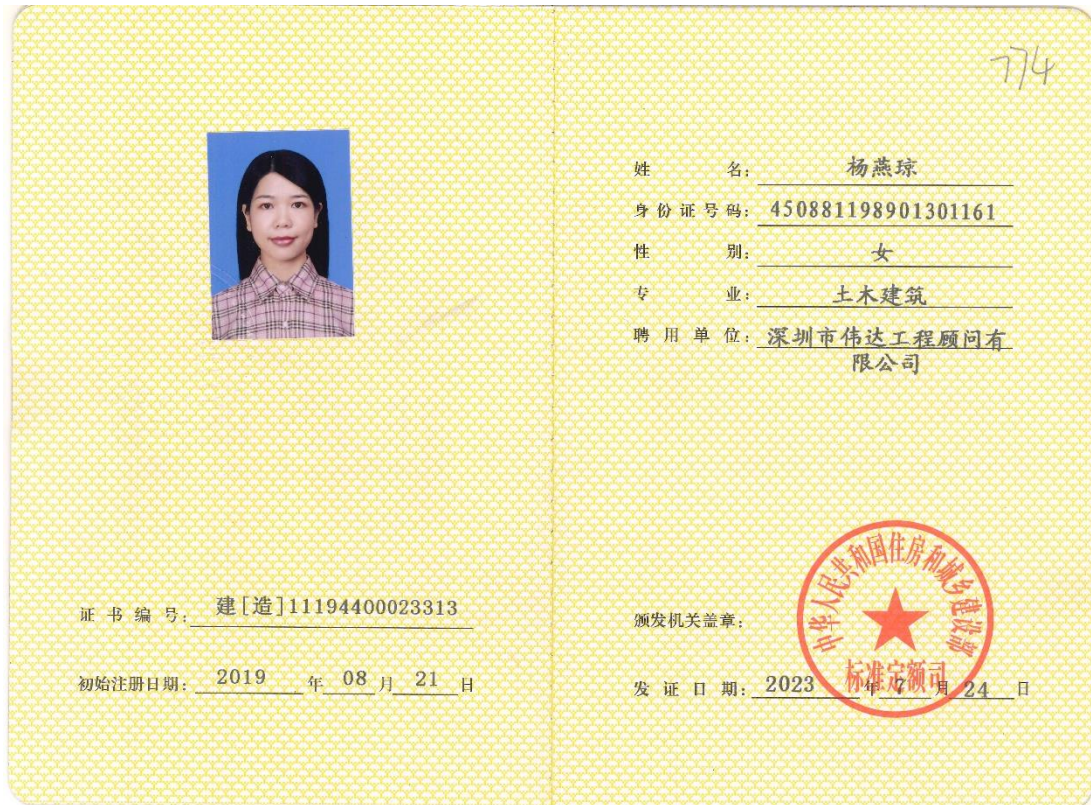 774
姓名：杨燕琼
身份证号码：450881198901301161
性别：女
专业：土木建筑
聘用单位：深圳市伟达工程顾问有
限公司
证书编号：建[造]11194400023313
初始注册日期：2019年08月21日
颁发机关盖章：
中华人民共和国住房和城乡建设部
标准定额司
发证日期：2023年7月24日